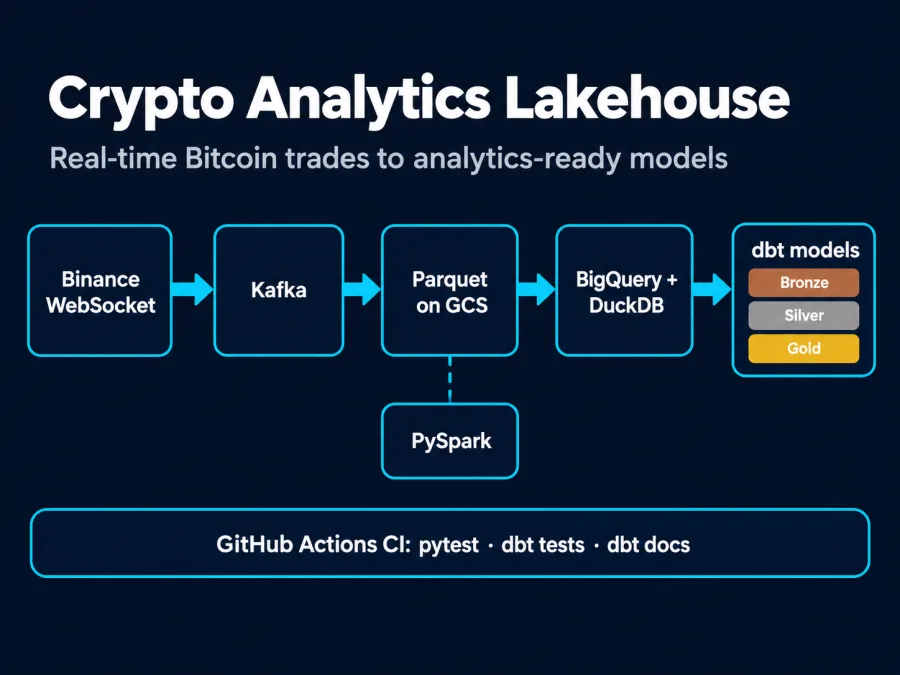 Crypto Analytics Lakehouse
Real-time Bitcoin trades to analytics-ready models
Binance
WebSocket
Kafka
Parquet
on GCS
BigQuery +
DuckDB
dbt models
Bronze
Silver
Gold
PySpark
GitHub Actions CI: pytest · dbt tests · dbt docs